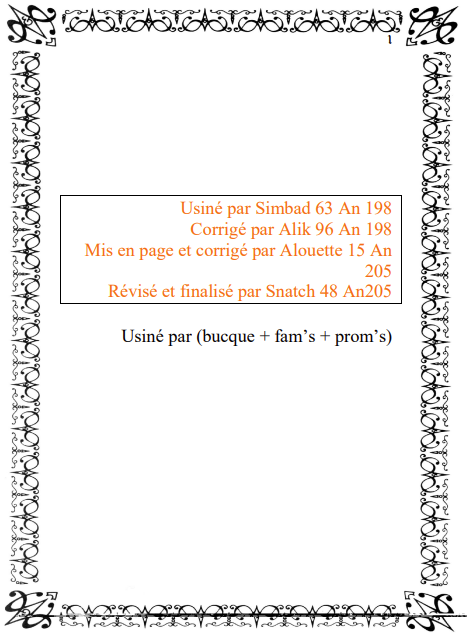 1
Usiné par Simbad 63 An 198
Corrigé par Alik 96 An 198
Mis en page et corrigé par Alouette 15 An
205
Révisé et finalisé par Snatch 48 An205
Usiné par (bucque + fam’s + prom’s)